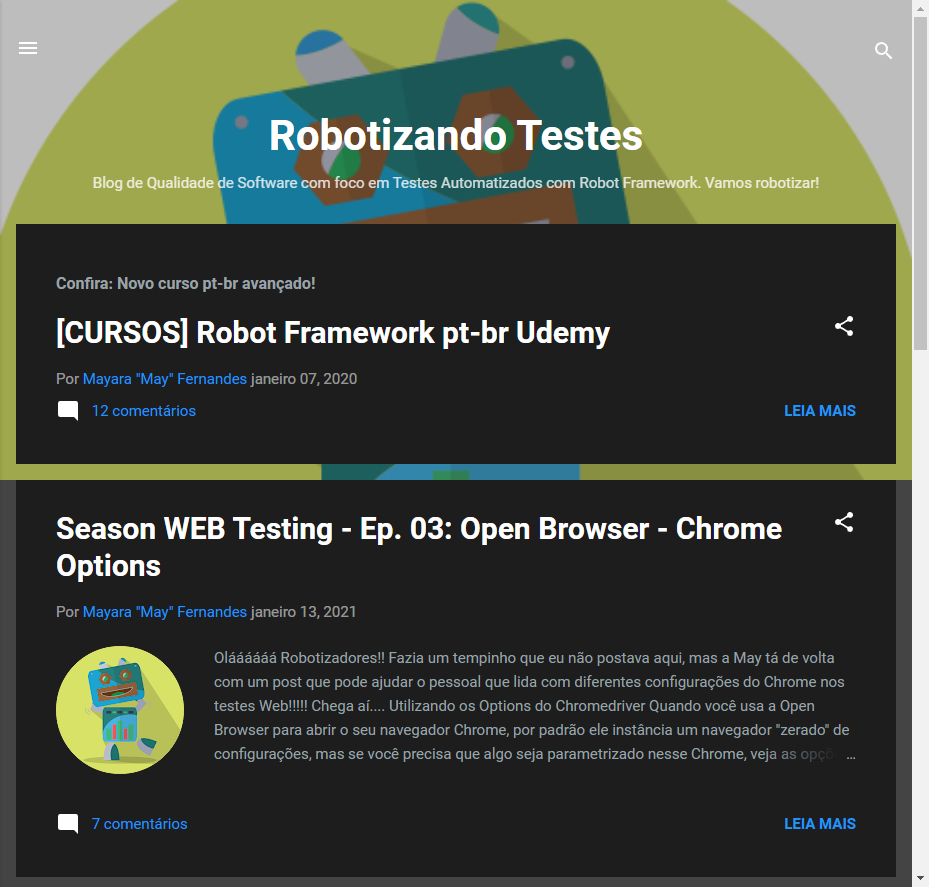 Robotizando Testes
Blog de Qualidade de Software com foco em Testes Automatizados com Robot Framework. Vamos robotizar!
Confira: Novo curso pt-br avançado!
[CURSOS] Robot Framework pt-br Udemy
Por Mayara "May" Fernandes janeiro 07, 2020
12 comentários LEIA MAIS
Season WEB Testing - Ep. 03: Open Browser - Chrome
Options
Por Mayara "May" Fernandes janeiro 13, 2021
Oláááááá Robotizadores!! Fazia um tempinho que eu não postava aqui, mas a May tá de volta
com um post que pode ajudar o pessoal que lida com diferentes configurações do Chrome nos
testes Web!!!!! Chega aí.... Utilizando os Options do Chromedriver Quando você usa a Open
Browser para abrir o seu navegador Chrome, por padrão ele instância um navegador "zerado" de
configurações, mas se você precisa que algo seja parametrizado nesse Chrome, veja as opçõ ...
7 comentários LEIA MAIS